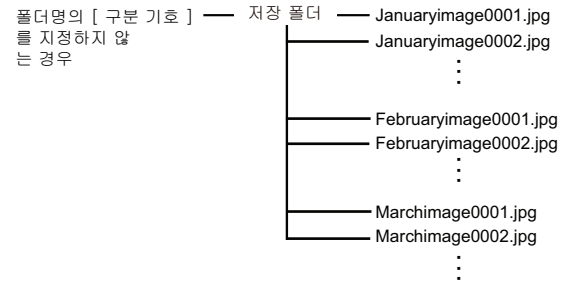 폴더명의 [ 구분 기호 ]
를 지정하지 않
는 경우
저장 폴더
Januaryimage0001.jpg
Januaryimage0002.jpg
Februaryimage0001.jpg
Februaryimage0002.jpg
Marchimage0001.jpg
Marchimage0002.jpg